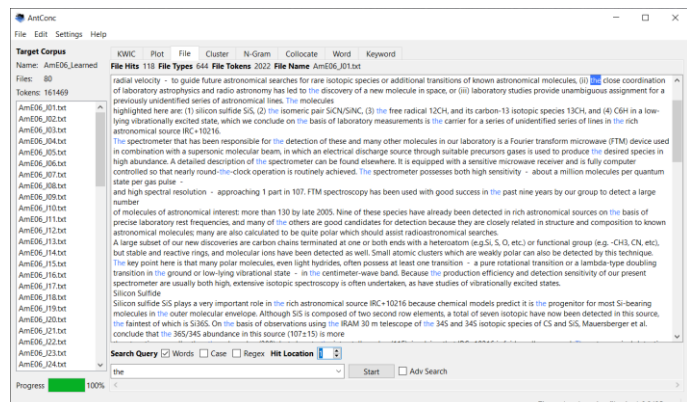 AntConc
File Edit Settings Help
Target Corpus
Name: AmE06_Learned
Files: 80
Tokens: 161469
AmE06_J01.txt
AmE06_J02.txt
AmE06_J03.txt
AmE06_J04.txt
AmE06_J05.txt
AmE06_J06.txt
AmE06_J07.txt
AmE06_J08.txt
AmE06_J09.txt
AmE06_J10.txt
AmE06_J11.txt
AmE06_J12.txt
AmE06_J13.txt
AmE06_J14.txt
AmE06_J15.txt
AmE06_J16.txt
AmE06_J17.txt
AmE06_J18.txt
AmE06_J19.txt
AmE06_J20.txt
AmE06_J21.txt
AmE06_J22.txt
AmE06_J23.txt
AmE06_J24.txt
Progress 100%
KWIC Plot File Cluster N-Gram Collocate Word Keyword
File Hits 118 File Types 644 File Tokens 2022 File Name AmE06_J01.txt
radial velocity - to guide future astronomical searches for rare isotopic species or additional transitions of known astronomical molecules, (ii) the close coordination
of laboratory astrophysics and radio astronomy has led to the discovery of a new molecule in space, or (iii) laboratory studies provide unambiguous assignment for a
previously unidentified series of astronomical lines. The molecules
highlighted here are: (1) silicon sulfide SiS, (2) the isomeric pair SiCN/SiNC, (3) the free radical 12CH, and its carbon-13 isotopic species 13CH, and (4) C6H in a low-
lying vibrationally excited state, which we conclude on the basis of laboratory measurements is the carrier for a series of unidentified series of lines in the rich
astronomical source IRC+10216.
The spectrometer that has been responsible for the detection of these and many other molecules in our laboratory is a Fourier transform microwave (FTM) device used
in combination with a supersonic molecular beam, in which an electrical discharge source through suitable precursors gases is used to produce the desired species in
high abundance. A detailed description of the spectrometer can be found elsewhere. It is equipped with a sensitive microwave receiver and is fully computer
controlled so that nearly round-the-clock operation is routinely achieved. The spectrometer possesses both high sensitivity - about a million molecules per quantum
state per gas pulse -
and high spectral resolution - approaching 1 part in 107. FTM spectroscopy has been used with good success in the past nine years by our group to detect a large
number
of molecules of astronomical interest: more than 130 by late 2005. Nine of these species have already been detected in rich astronomical sources on the basis of
precise laboratory rest frequencies, and many of the others are good candidates for detection because they are closely related in structure and composition to known
astronomical molecules; many are also calculated to be quite polar which should assist radioastronomical searches.
A large subset of our new discoveries are carbon chains terminated at one or both ends with a heteroatom (e.g.Si, S, O, etc.) or functional group (e.g. -CH3, CN, etc),
but stable and reactive rings, and molecular ions have been detected as well. Small atomic clusters which are weakly polar can also be detected by this technique.
The key point here is that many polar molecules, even light hydrides, often possess at least one transition - a pure rotational transition or a lambda-type doubling
transition in the ground or low-lying vibrational state - in the centimeter-wave band. Because the production efficiency and detection sensitivity of our present
spectrometer are usually both high, extensive isotopic spectroscopy is often undertaken, as have studies of vibrationally excited states.
Silicon Sulfide
Silicon sulfide SiS plays a very important role in the rich astronomical source IRC+10216 because chemical models predict it is the progenitor for most Si-bearing
molecules in the outer molecular envelope. Although SiS is composed of two second row elements, a total of seven isotopic have now been detected in this source,
the faintest of which is Si36S. On the basis of observations using the IRAM 30 m telescope of the 34S and 34S isotopic species of CS and SiS, Mauersberger et al.
conclude that the 36S/34S abundance in this source (107±15) is more
Search Query Words Case Regex Hit Location 1
the Start Adv Search